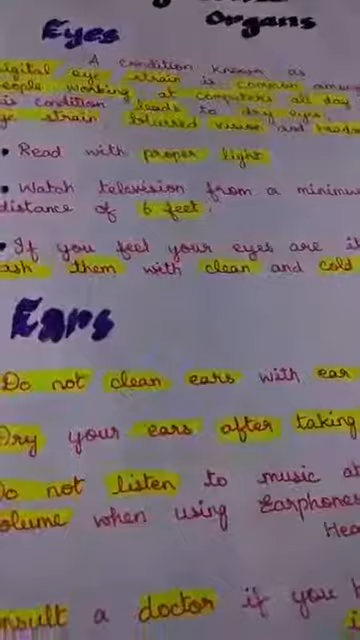 Organs
Eyes
A condition known as
digital eye strain is common among
people working at computers all day
this condition leads to dry eyes,
eye strain blurred vision and
• Read with proper light
• Watch television from a minimum
distance of 6 feet.
• If you feel your eyes are
wash them with clean and cold
Ears
Do not clean ears with ear
Dry your ears after taking
Do not listen to music at
volume when using Earphones
consult a doctor if you